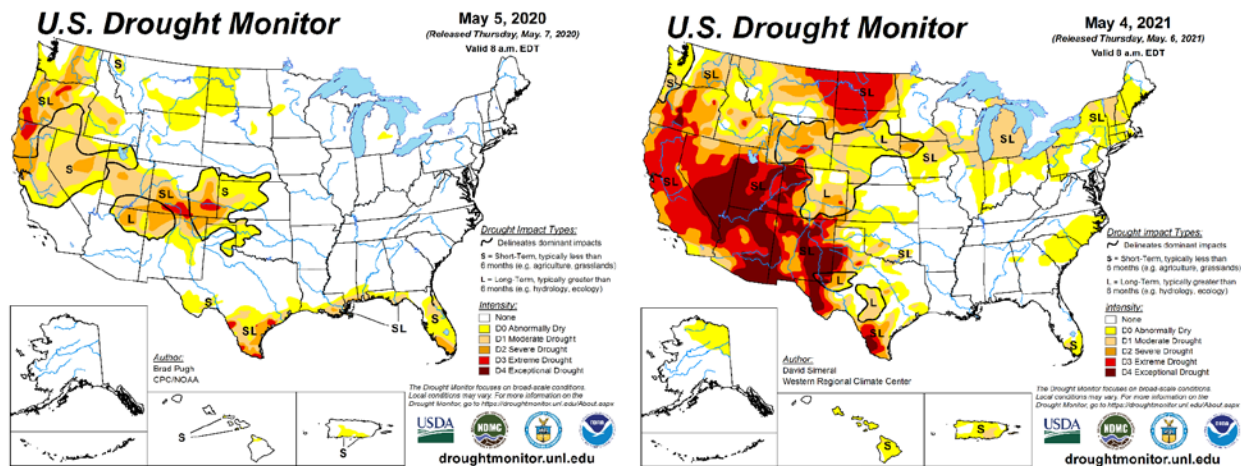 U.S. Drought Monitor
May 5, 2020
(Released Thursday, May. 7, 2020)
Valid 8 a.m. EDT
S
SL
S
SL
S
L
S
SL
SL
S
Drought Impact Types:
Delineates dominant impacts
S = Short-Term, typically less than
6 months (e.g. agriculture, grasslands)
L = Long-Term, typically greater than
6 months (e.g. hydrology, ecology)
Intensity:
None
D0 Abnormally Dry
D1 Moderate Drought
D2 Severe Drought
D3 Extreme Drought
D4 Exceptional Drought
Author:
Brad Pugh
CPC/NOAA
S
S
The Drought Monitor focuses on broad-scale conditions.
Local conditions may vary. For more information on the
Drought Monitor, go to https://droughtmonitor.unl.edu/About.aspx
USDA
NDMC
droughtmonitor.unl.edu
U.S. Drought Monitor
May 4, 2021
(Released Thursday, May. 6, 2021)
Valid 8 a.m. EDT
S
S
SL
SL
L
SL
SL
S
SL
SL
SL
L
L
SL
S
Drought Impact Types:
Delineates dominant impacts
S = Short-Term, typically less than
6 months (e.g. agriculture, grasslands)
L = Long-Term, typically greater than
6 months (e.g. hydrology, ecology)
Intensity:
None
D0 Abnormally Dry
D1 Moderate Drought
D2 Severe Drought
D3 Extreme Drought
D4 Exceptional Drought
Author:
David Simeral
Western Regional Climate Center
S
S
The Drought Monitor focuses on broad-scale conditions.
Local conditions may vary. For more information on the
Drought Monitor, go to https://droughtmonitor.unl.edu/About.aspx
USDA
NDMC
droughtmonitor.unl.edu